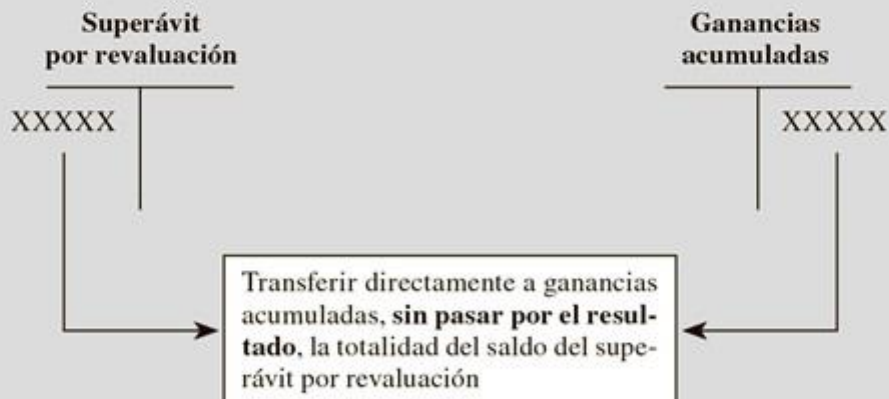 Superávit
por revaluación
Ganancias
acumuladas
XXXXX
XXXXX
Transferir directamente a ganancias
acumuladas, sin pasar por el resul-
tado, la totalidad del saldo del supe-
rávit por revaluación